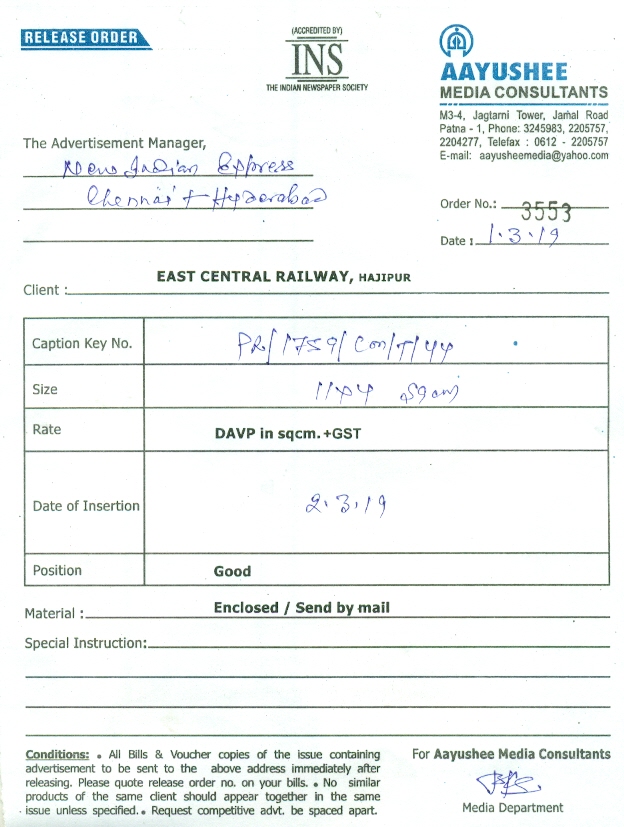 RELEASE ORDER
(ACCREDITED BY)
INS
THE INDIAN NEWSPAPER SOCIETY
AAYUSHEE
MEDIA CONSULTANTS
M3-4, Jagtarni Tower, Jamal Road
Patna - 1, Phone: 3245983, 2205757,
2204277, Telefax : 0612 - 2205757
E-mail: aayusheemedia@yahoo.com
The Advertisement Manager,
New Indian Express
Chennai + Hyderabad
Order No.: 3553
Date : 1.3.19
Client : EAST CENTRAL RAILWAY, HAJIPUR
Caption Key No. PR/1759/Con/T/44
Size 11x4 sqcm
Rate DAVP in sqcm.+GST
Date of Insertion 2.3.19
Position Good
Material : Enclosed / Send by mail
Special Instruction:
Conditions: • All Bills & Voucher copies of the issue containing
advertisement to be sent to the above address immediately after
releasing. Please quote release order no. on your bills. • No similar
products of the same client should appear together in the same
issue unless specified. • Request competitive advt. be spaced apart.
For Aayushee Media Consultants
Media Department